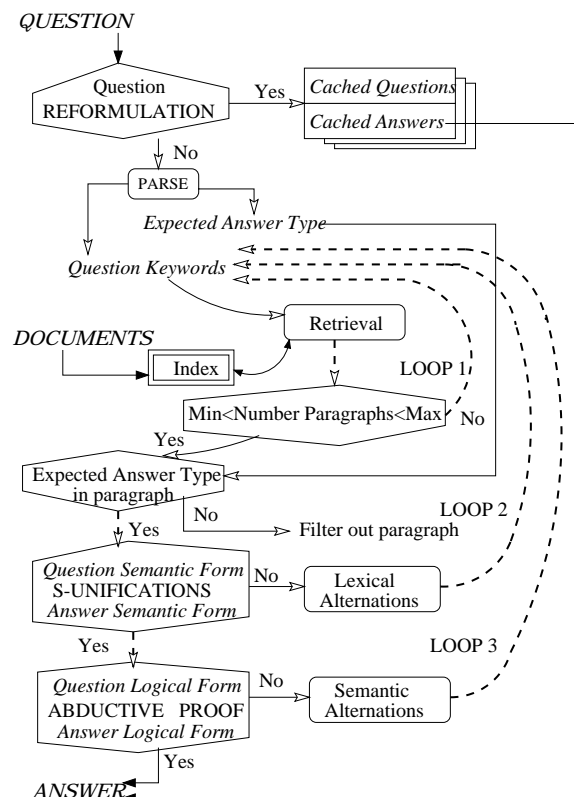 QUESTION
Question
REFORMULATION
Yes
Cached Questions
Cached Answers
No
PARSE
Expected Answer Type
Question Keywords
Retrieval
DOCUMENTS
Index
LOOP 1
Min<Number Paragraphs<Max
No
Yes
Expected Answer Type
in paragraph
No
Filter out paragraph
LOOP 2
Yes
Question Semantic Form
S-UNIFICATIONS
Answer Semantic Form
No
Lexical
Alternations
Yes
LOOP 3
Question Logical Form
ABDUCTIVE PROOF
Answer Logical Form
No
Semantic
Alternations
Yes
ANSWER